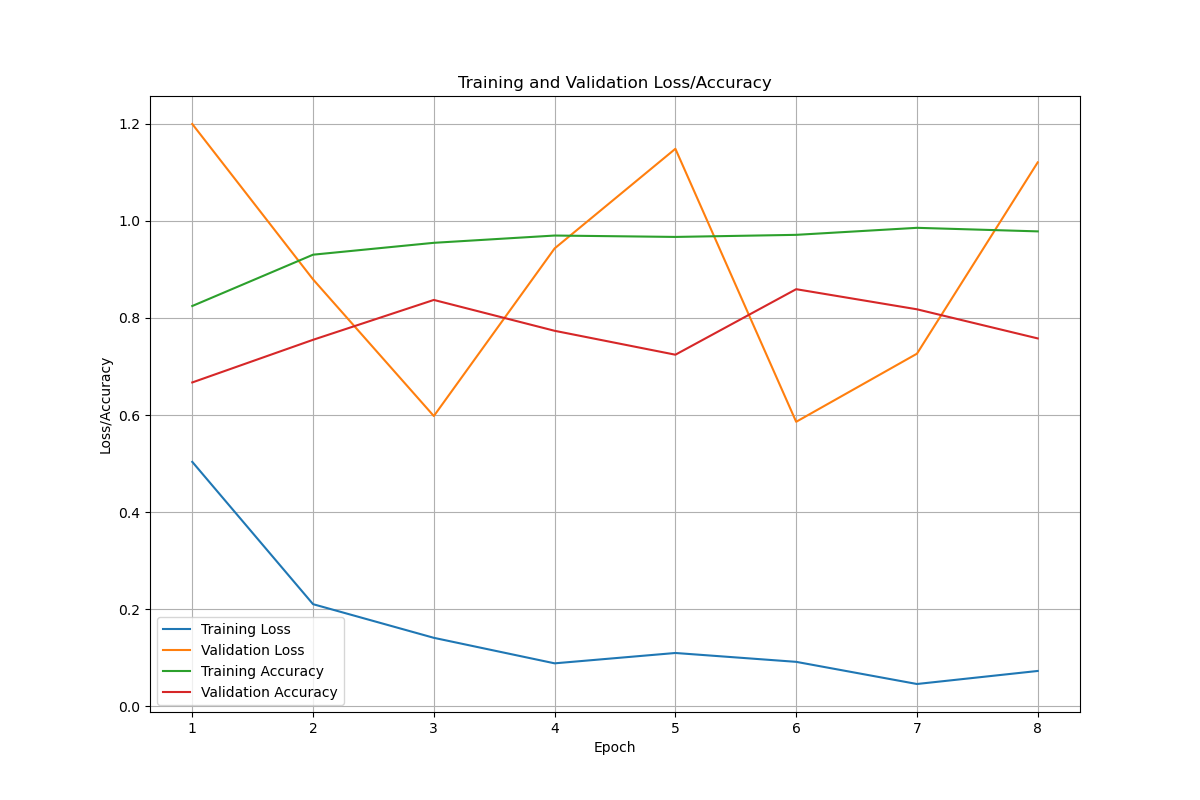 Training and Validation Loss/Accuracy
Loss/Accuracy
1.2
1.0
0.8
0.6
0.4
0.2
0.0
Training Loss
Validation Loss
Training Accuracy
Validation Accuracy
1 2 3 4 5 6 7 8
Epoch